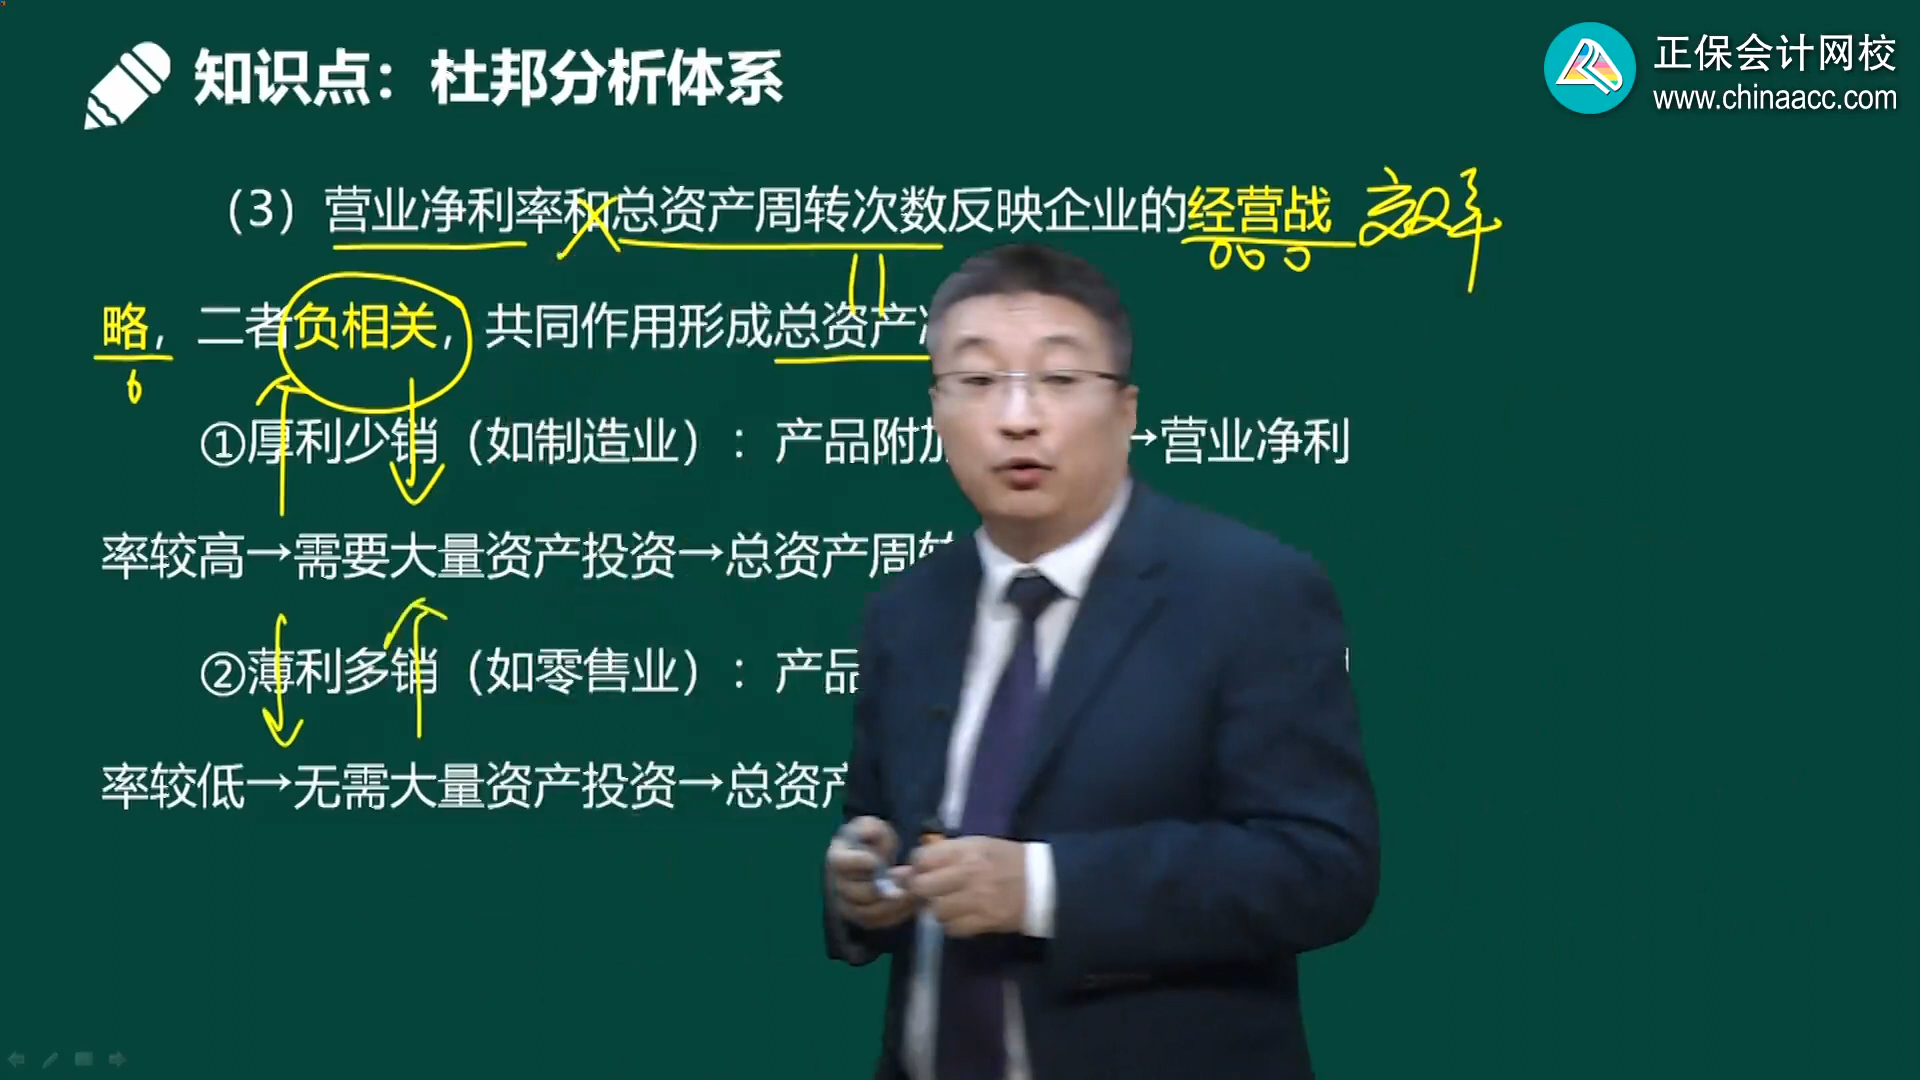 知识点：杜邦分析体系
正保会计网校
www.chinaacc.com
（3）营业净利率和总资产周转次数反映企业的经营战 效率
略，二者负相关，共同作用形成总资产
①厚利少销（如制造业）：产品附加 →营业净利
率较高→需要大量资产投资→总资产周转
②薄利多销（如零售业）：产品
率较低→无需大量资产投资→总资产